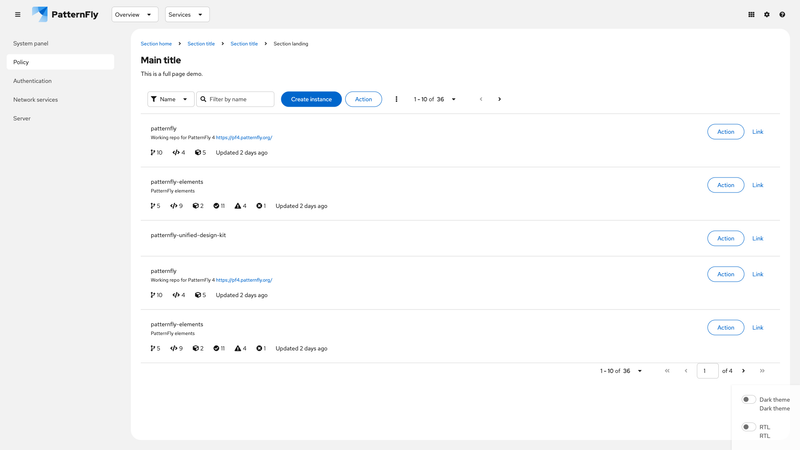 PatternFly
Overview
Services
System panel
Policy
Authentication
Network services
Server
Section home
Section title
Section title
Section landing
Main title
This is a full page demo.
Name
Filter by name
Create instance
Action
1 - 10 of 36
patternfly
Working repo for PatternFly 4 https://pf4.patternfly.org/
10 4 5 Updated 2 days ago
Action
Link
patternfly-elements
PatternFly elements
5 9 2 11 4 1 Updated 2 days ago
Action
Link
patternfly-unified-design-kit
Action
Link
patternfly
Working repo for PatternFly 4 https://pf4.patternfly.org/
10 4 5 Updated 2 days ago
Action
Link
patternfly-elements
PatternFly elements
5 9 2 11 4 1 Updated 2 days ago
Action
Link
1 - 10 of 36
1 of 4
Dark theme
Dark theme
RTL
RTL